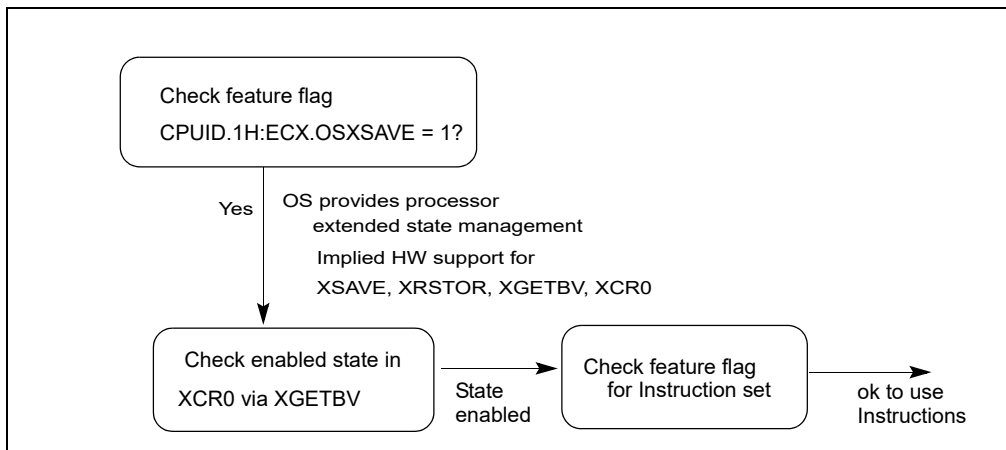 Check feature flag
CPUID.1H:ECX.OSXSAVE = 1?
Yes
OS provides processor
extended state management
Implied HW support for
XSAVE, XRSTOR, XGETBV, XCR0
Check enabled state in
XCR0 via XGETBV
State
enabled
Check feature flag
for Instruction set
ok to use
Instructions